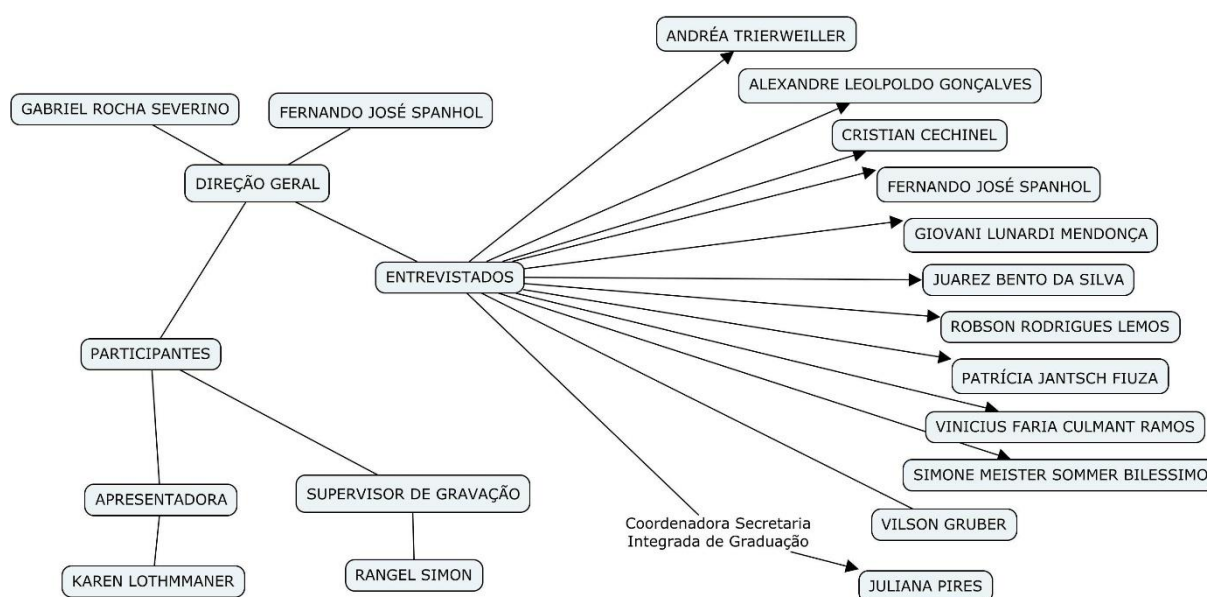 GABRIEL ROCHA SEVERINO
FERNANDO JOSÉ SPANHOL
DIREÇÃO GERAL
PARTICIPANTES
APRESENTADORA
KAREN LOTHMMANER
SUPERVISOR DE GRAVAÇÃO
RANGEL SIMON
ENTREVISTADOS
ANDRÉA TRIERWEILLER
ALEXANDRE LEOLPOLDO GONÇALVES
CRISTIAN CECHINEL
FERNANDO JOSÉ SPANHOL
GIOVANI LUNARDI MENDONÇA
JUAREZ BENTO DA SILVA
ROBSON RODRIGUES LEMOS
PATRÍCIA JANTSCH FIUZA
VINICIUS FARIA CULMANT RAMOS
SIMONE MEISTER SOMMER BILESSIMO
VILSON GRUBER
Coordenadora Secretaria
Integrada de Graduação
JULIANA PIRES